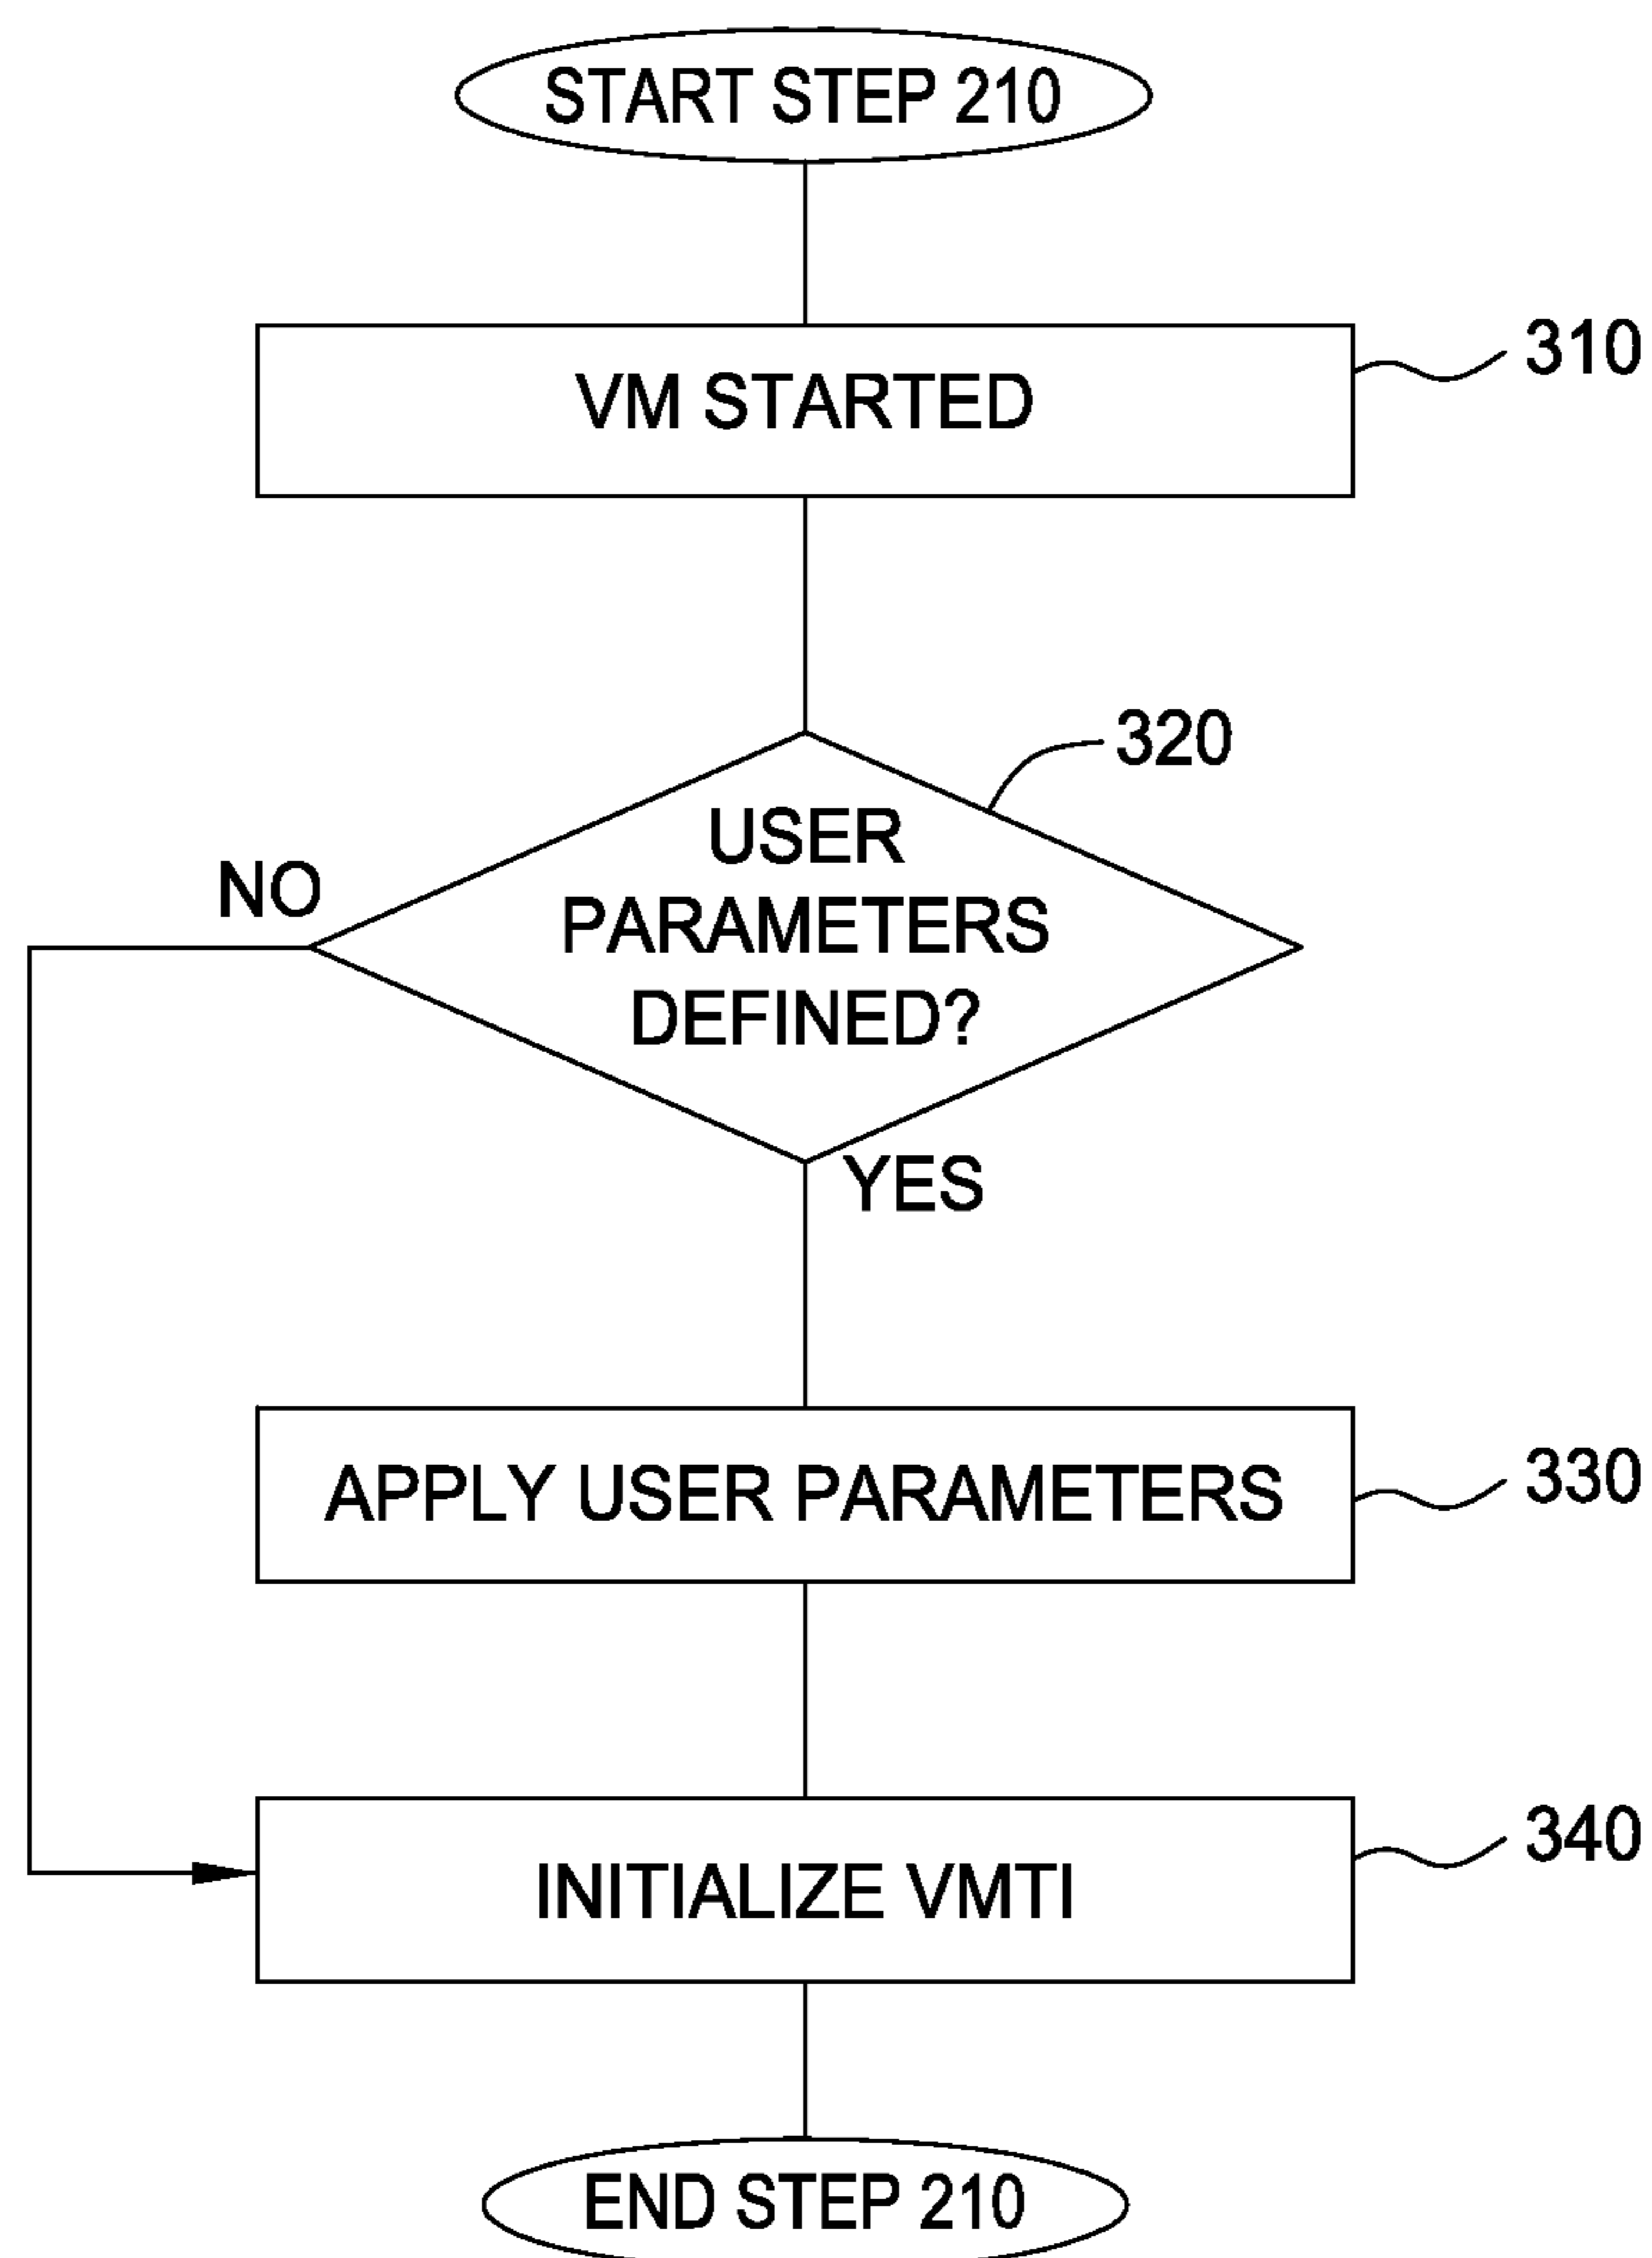 START STEP 210
VM STARTED
310
320
USER
PARAMETERS
DEFINED?
NO
YES
APPLY USER PARAMETERS
330
INITIALIZE VMTI
340
END STEP 210